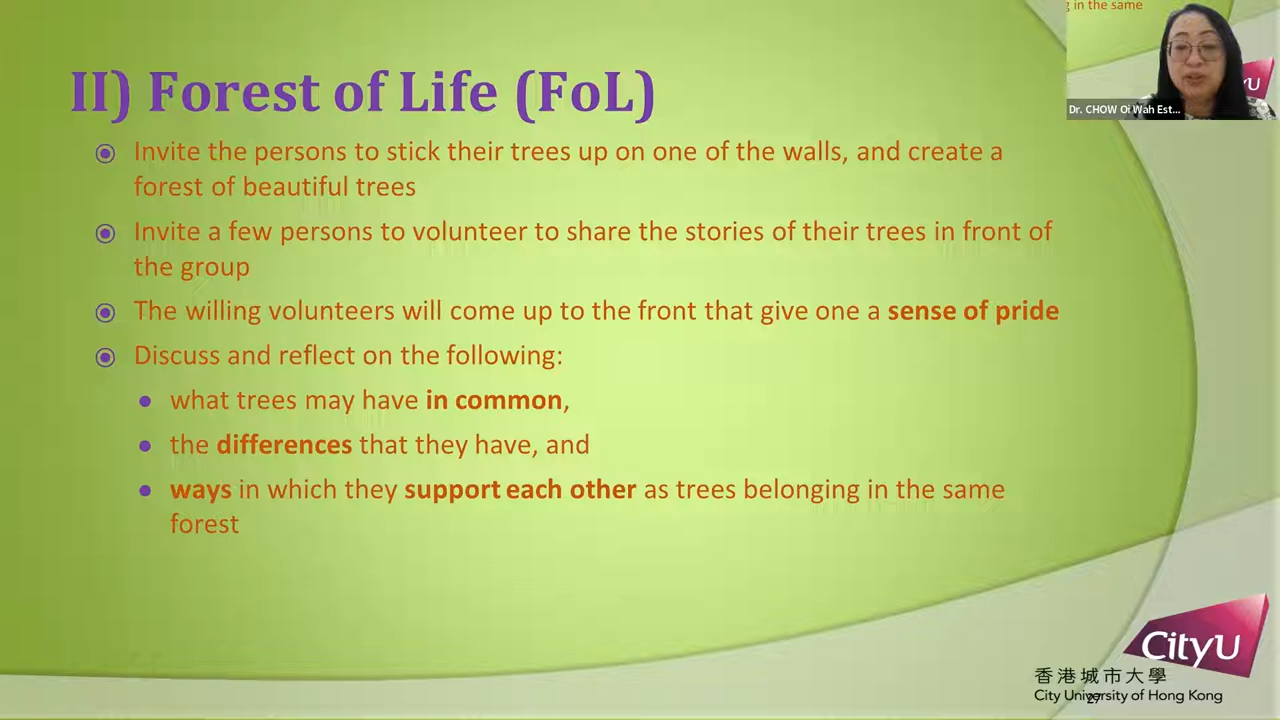 g in the same
Dr. CHOW Oi Wah Est...
II) Forest of Life (FoL)
Invite the persons to stick their trees up on one of the walls, and create a
forest of beautiful trees
Invite a few persons to volunteer to share the stories of their trees in front of
the group
The willing volunteers will come up to the front that give one a sense of pride
Discuss and reflect on the following:
what trees may have in common,
the differences that they have, and
ways in which they support each other as trees belonging in the same
forest
CityU
香港城市大學
City University of Hong Kong
27